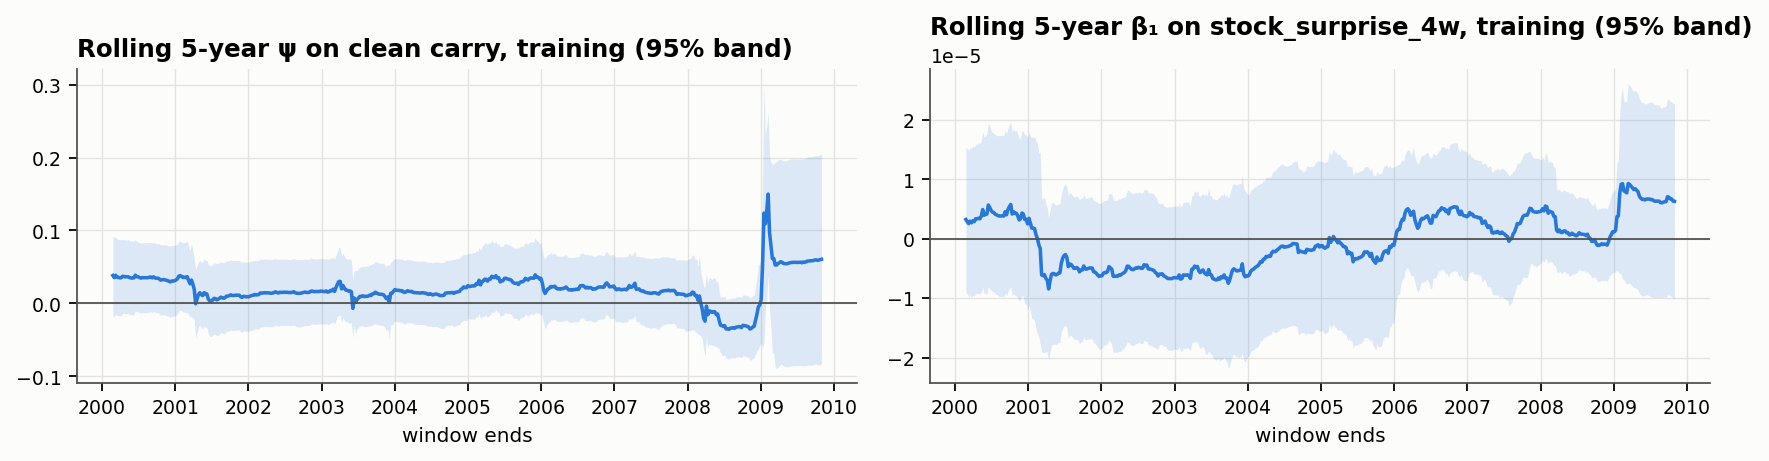 Rolling 5-year ψ on clean carry, training (95% band)
0.3
0.2
0.1
0.0
−0.1
2000 2001 2002 2003 2004 2005 2006 2007 2008 2009 2010
window ends
Rolling 5-year β₁ on stock_surprise_4w, training (95% band)
1e−5
2
1
0
−1
−2
2000 2001 2002 2003 2004 2005 2006 2007 2008 2009 2010
window ends